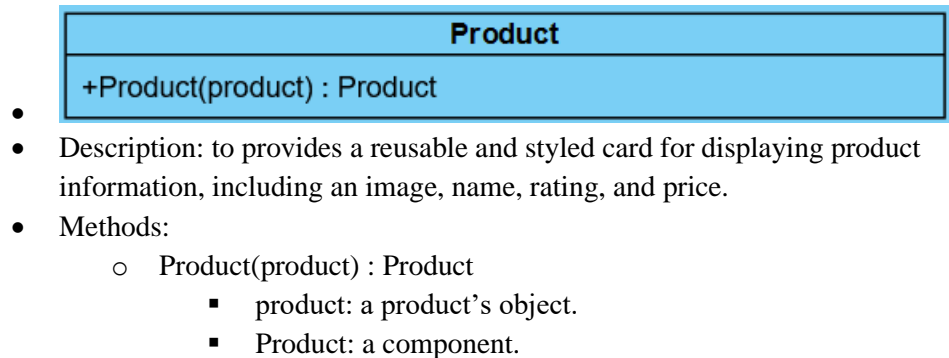 Product
+Product(product) : Product
• Description: to provides a reusable and styled card for displaying product
information, including an image, name, rating, and price.
• Methods:
o Product(product) : Product
▪ product: a product’s object.
▪ Product: a component.